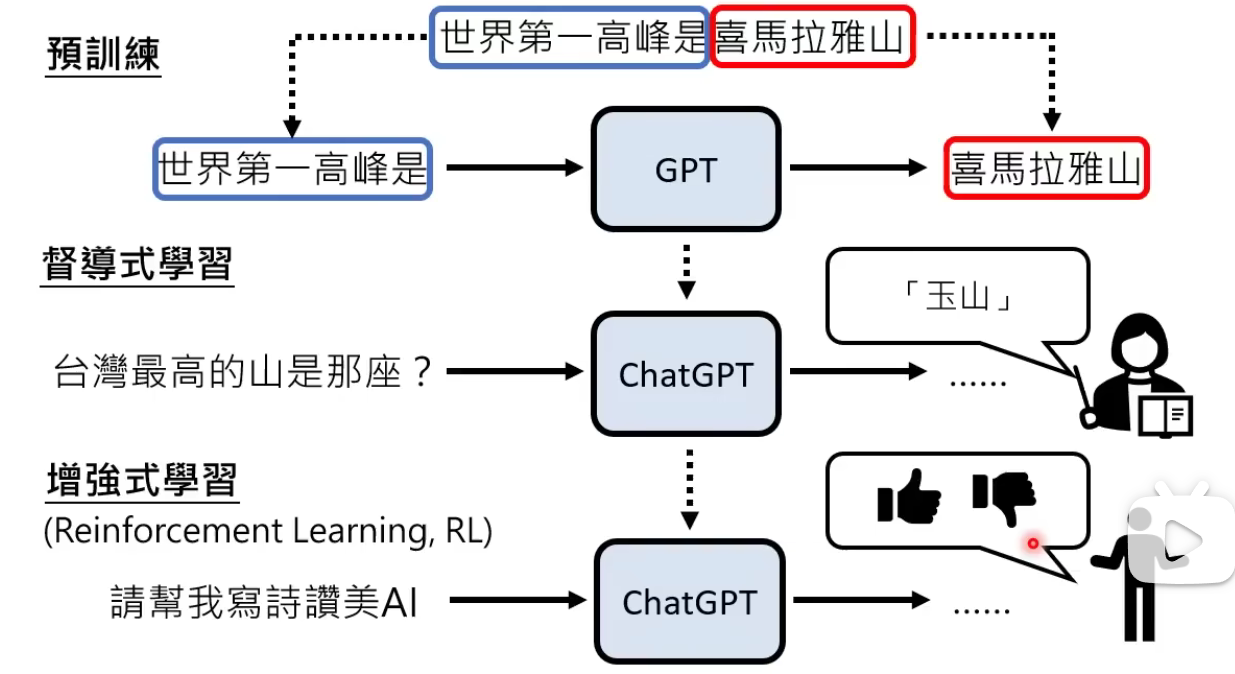 預訓練
世界第一高峰是喜馬拉雅山
世界第一高峰是
GPT
喜馬拉雅山
督導式學習
「玉山」
台灣最高的山是那座？
ChatGPT
......
增強式學習
(Reinforcement Learning, RL)
請幫我寫詩讚美AI
ChatGPT
......